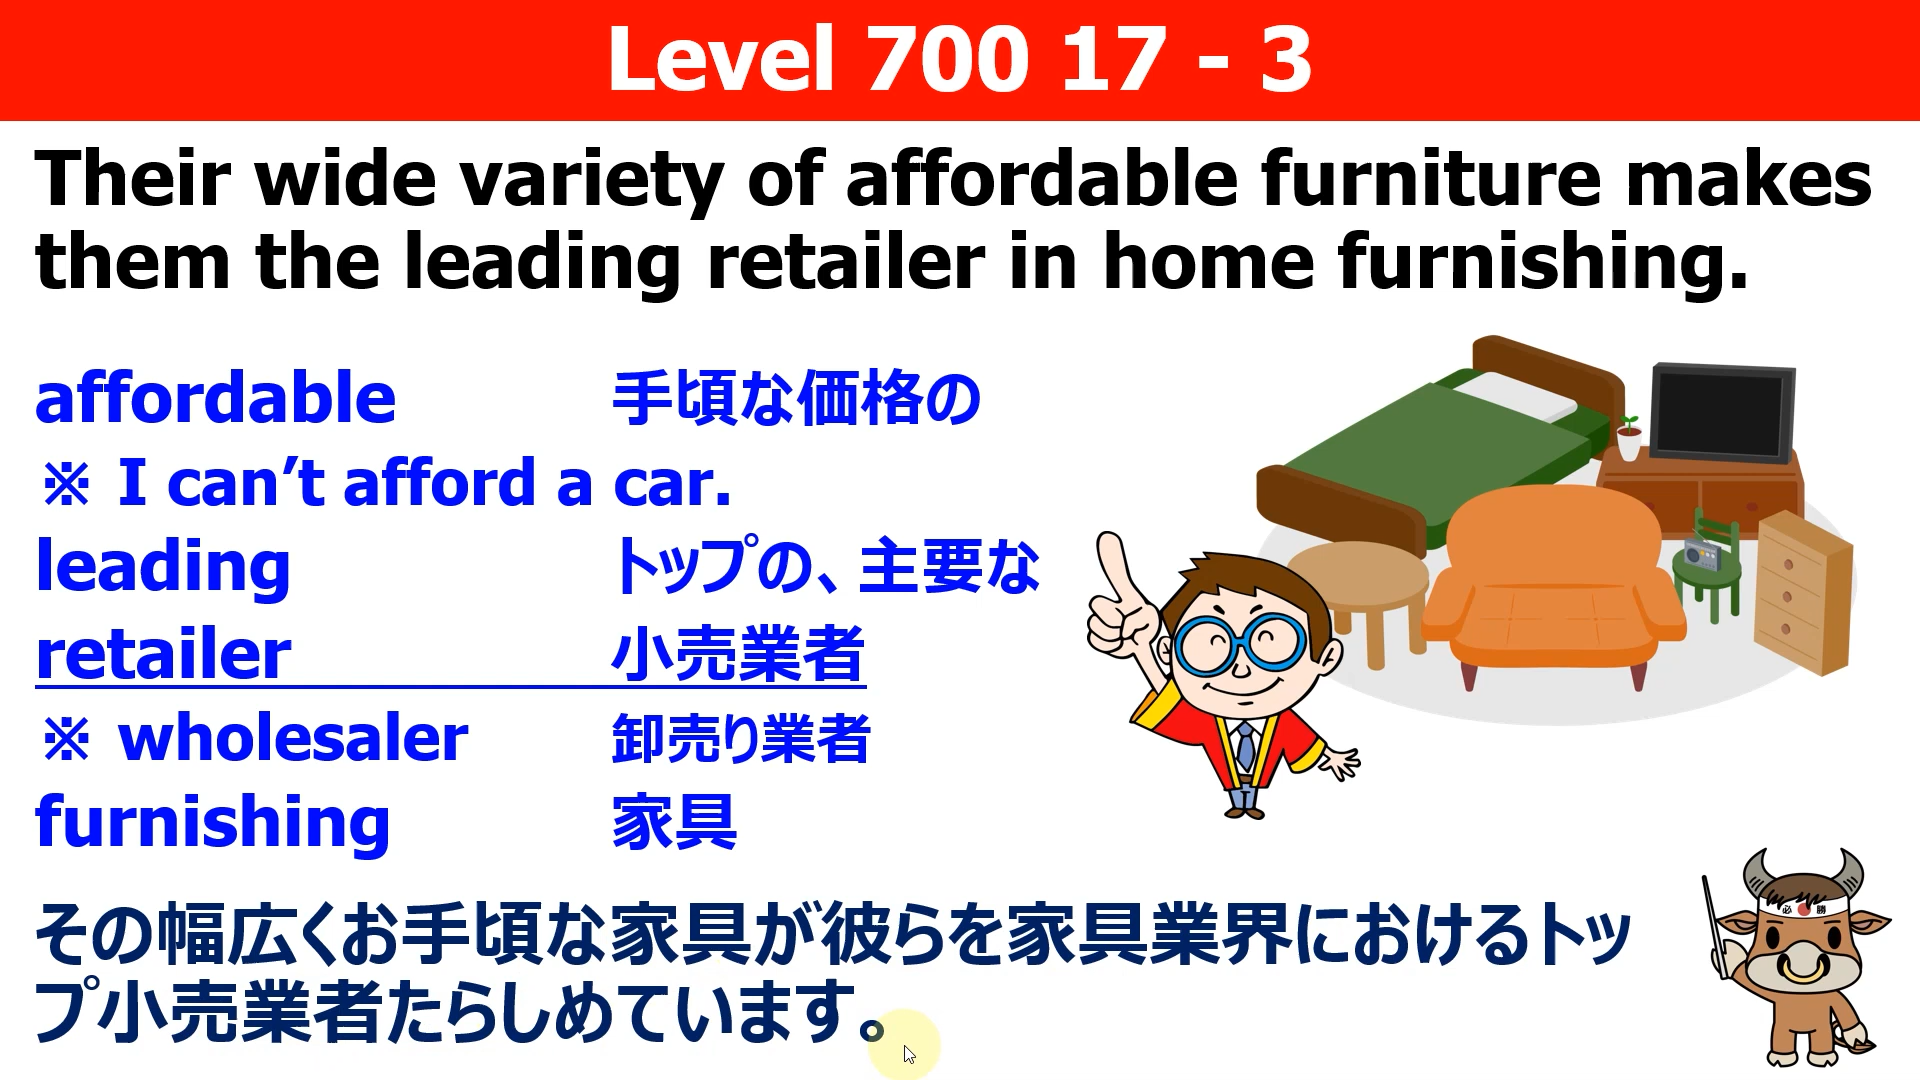 Level 700 17 - 3
Their wide variety of affordable furniture makes
them the leading retailer in home furnishing.
affordable 手頃な価格の
※ I can’t afford a car.
leading トップの、主要な
retailer 小売業者
※ wholesaler 卸売り業者
furnishing 家具
その幅広くお手頃な家具が彼らを家具業界におけるトッ
プ小売業者たらしめています。
必 勝